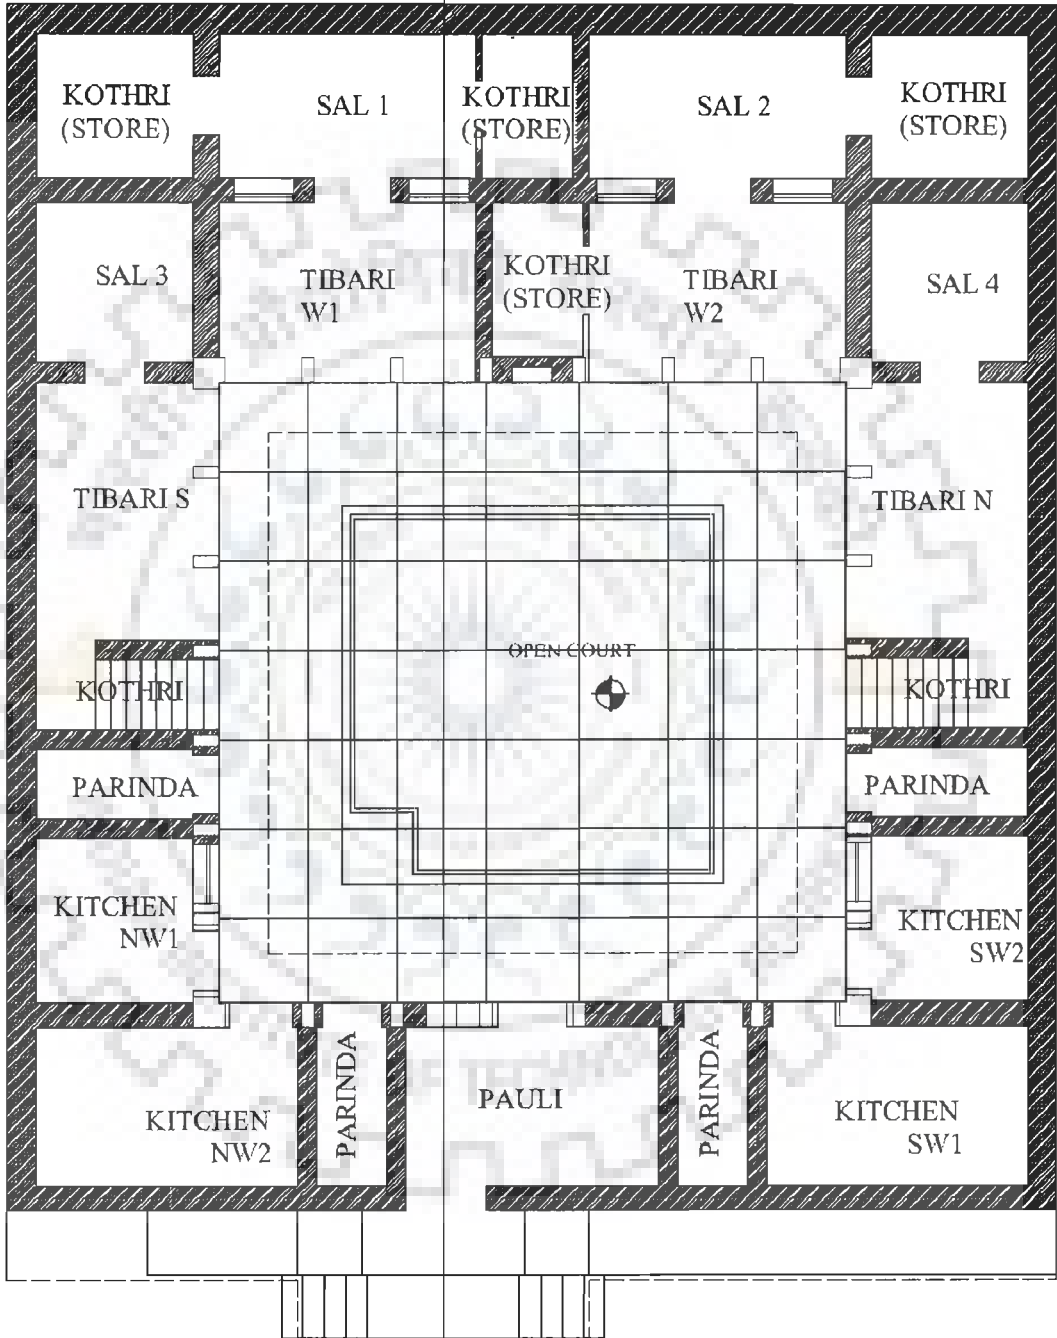 KOTHRI
(STORE)
SAL 1
KOTHRI
(STORE)
SAL 2
KOTHRI
(STORE)
SAL 3
TIBARI
W1
KOTHRI
(STORE)
TIBARI
W2
SAL 4
TIBARI S
TIBARI N
OPEN COURT
KOTHRI
KOTHRI
PARINDA
PARINDA
KITCHEN
NW1
KITCHEN
SW2
KITCHEN
NW2
PARINDA
PAULI
PARINDA
KITCHEN
SW1